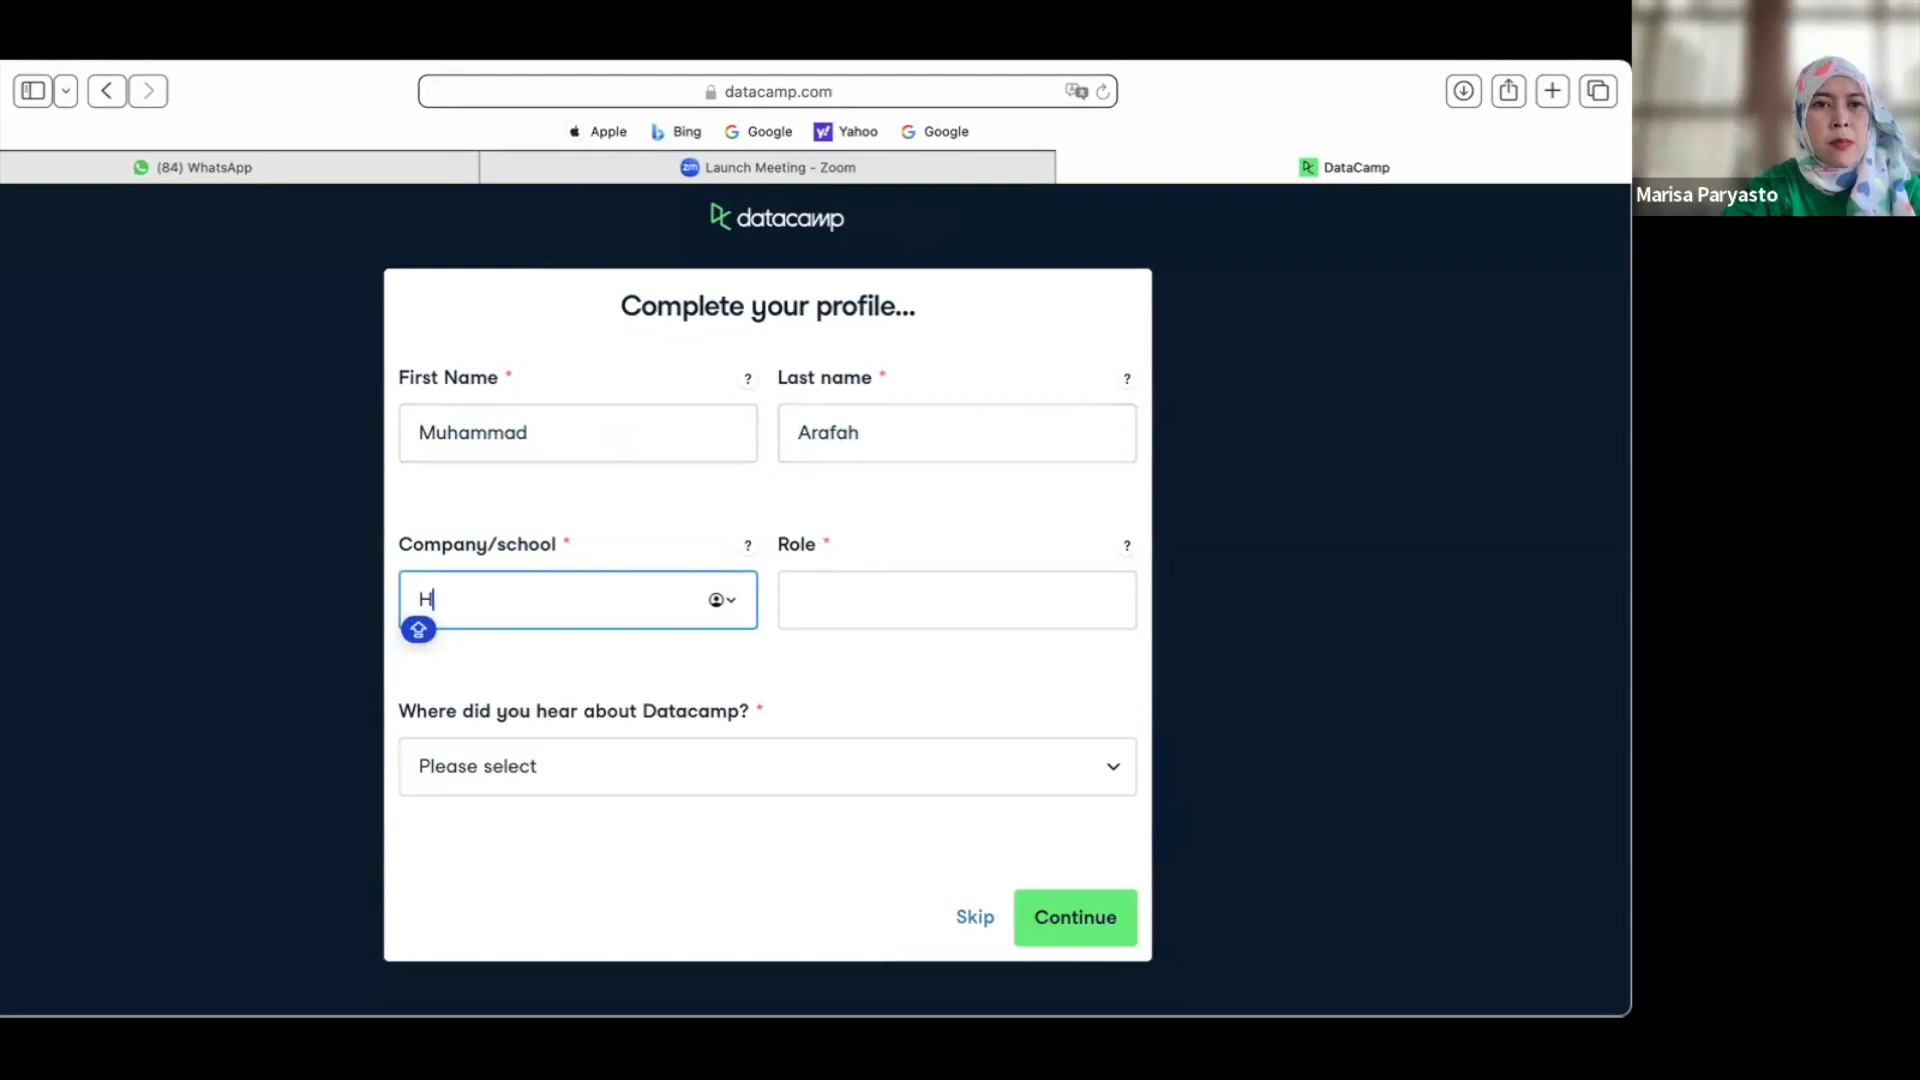 datacamp.com
Apple Bing Google Yahoo Google
(84) WhatsApp Launch Meeting - Zoom DataCamp
Marisa Paryasto
datacamp
Complete your profile...
First Name * ? Last name * ?
Muhammad Arafah
Company/school * ? Role * ?
H
Where did you hear about Datacamp? *
Please select
Skip Continue